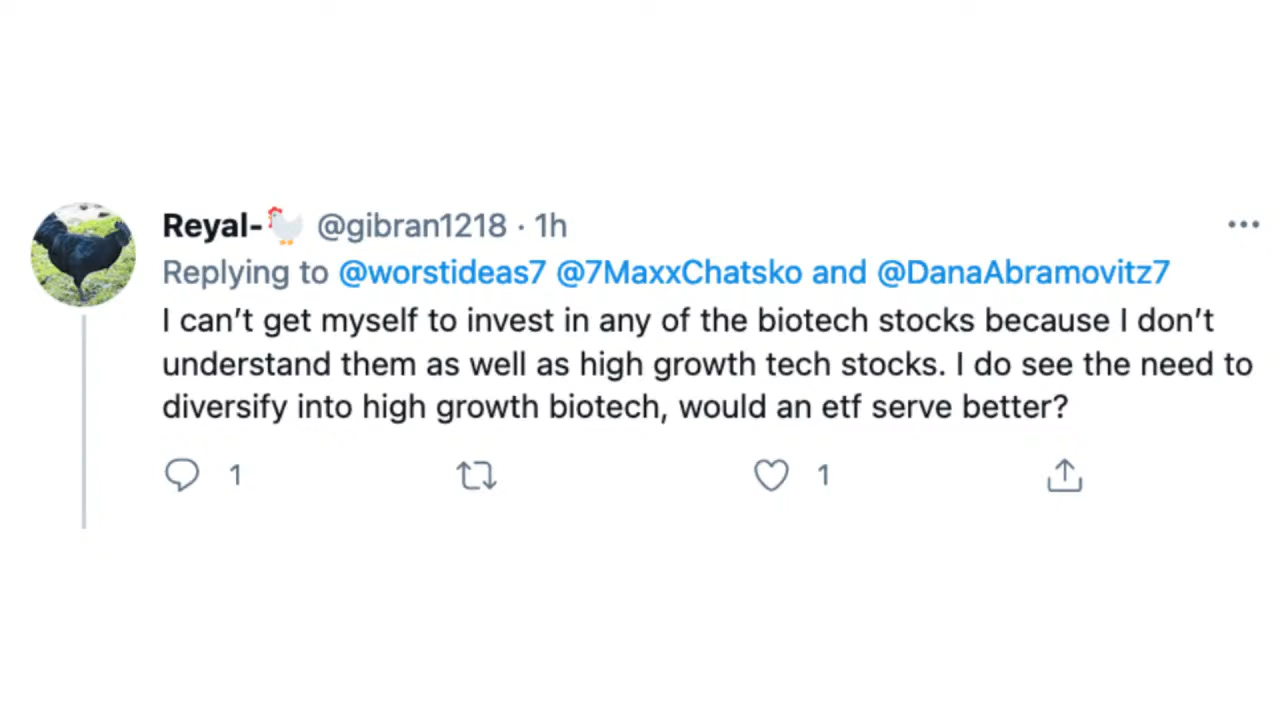 Reyal-🐓 @gibran1218 · 1h
Replying to @worstideas7 @7MaxxChatsko and @DanaAbramovitz7
I can’t get myself to invest in any of the biotech stocks because I don’t
understand them as well as high growth tech stocks. I do see the need to
diversify into high growth biotech, would an etf serve better?
1 1